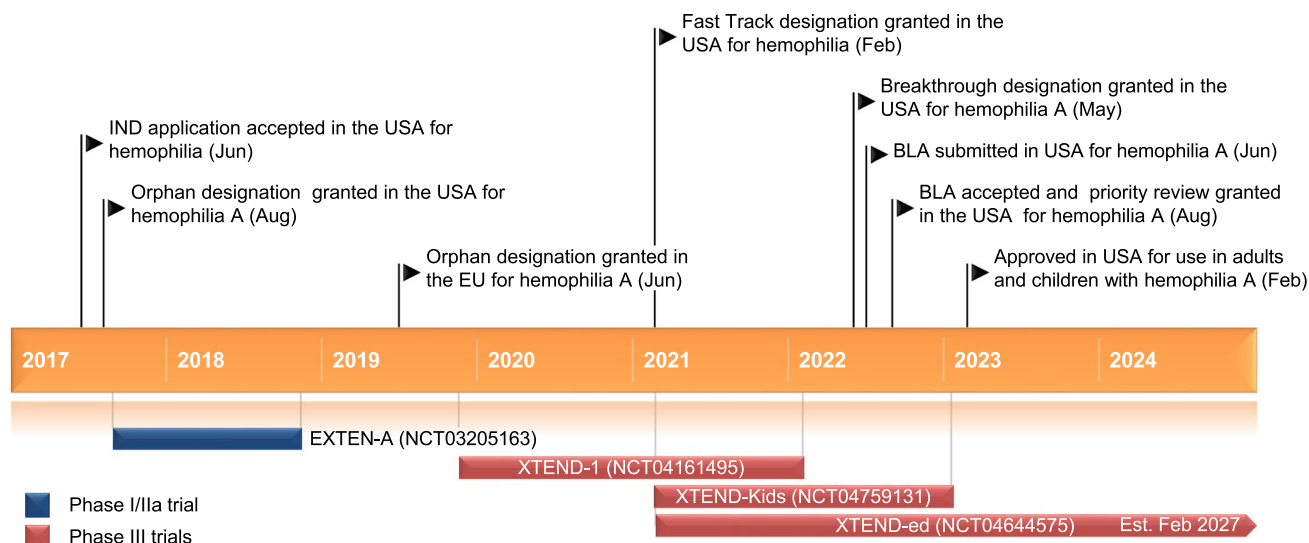 Fast Track designation granted in the
USA for hemophilia (Feb)
Breakthrough designation granted in the
USA for hemophilia A (May)
IND application accepted in the USA for
hemophilia (Jun)
BLA submitted in USA for hemophilia A (Jun)
Orphan designation granted in the USA for
hemophilia A (Aug)
BLA accepted and priority review granted
in the USA for hemophilia A (Aug)
Orphan designation granted in
the EU for hemophilia A (Jun)
Approved in USA for use in adults
and children with hemophilia A (Feb)
2017 2018 2019 2020 2021 2022 2023 2024
EXTEN-A (NCT03205163)
XTEND-1 (NCT04161495)
XTEND-Kids (NCT04759131)
XTEND-ed (NCT04644575) Est. Feb 2027
Phase I/IIa trial
Phase III trials